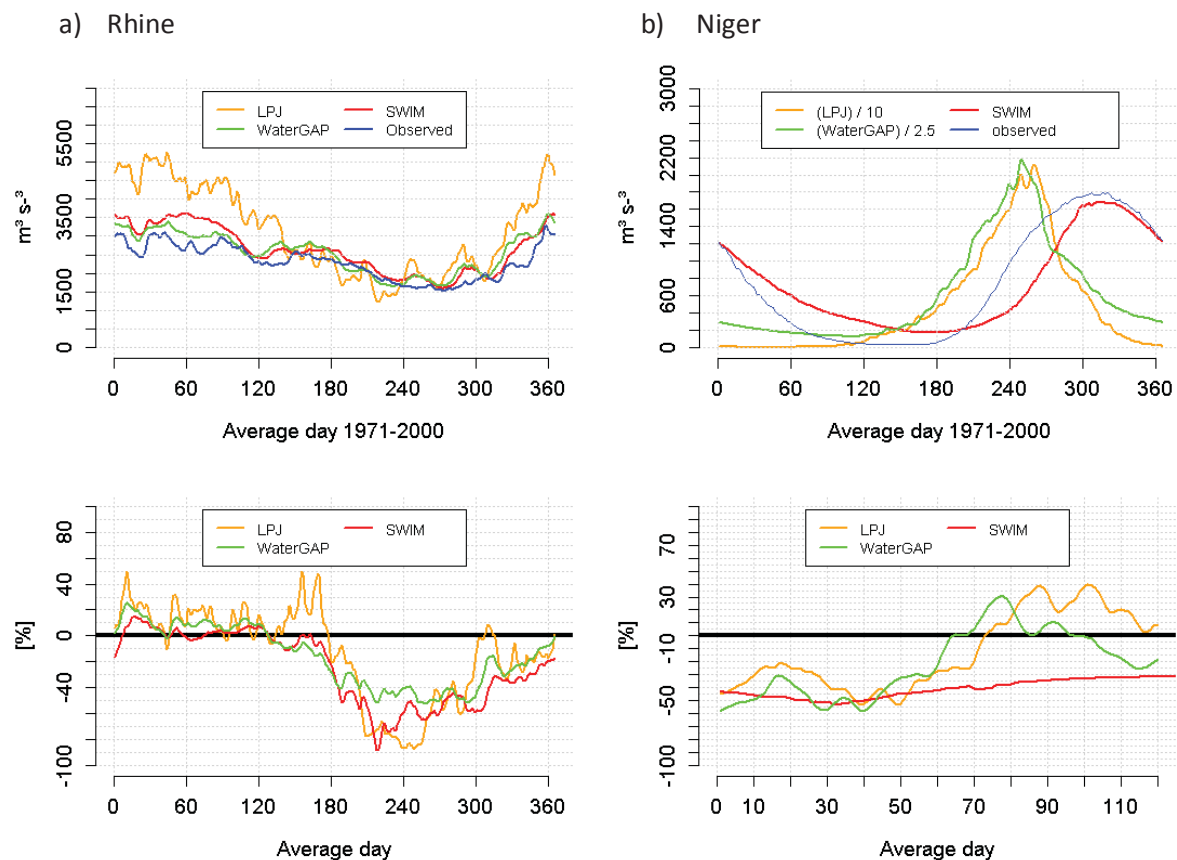 a) Rhine
b) Niger
LPJ
SWIM
WaterGAP
Observed
m³ s-³
0
1500
3500
5500
0
60
120
180
240
300
360
Average day 1971-2000
(LPJ) / 10
SWIM
(WaterGAP) / 2.5
observed
m³ s-³
0
600
1400
2200
3000
0
60
120
180
240
300
360
Average day 1971-2000
LPJ
SWIM
WaterGAP
[%]
-100
-40
0
40
80
0
60
120
180
240
300
360
Average day
LPJ
SWIM
WaterGAP
[%]
-100
-50
-10
30
70
0
10
30
50
70
90
110
Average day